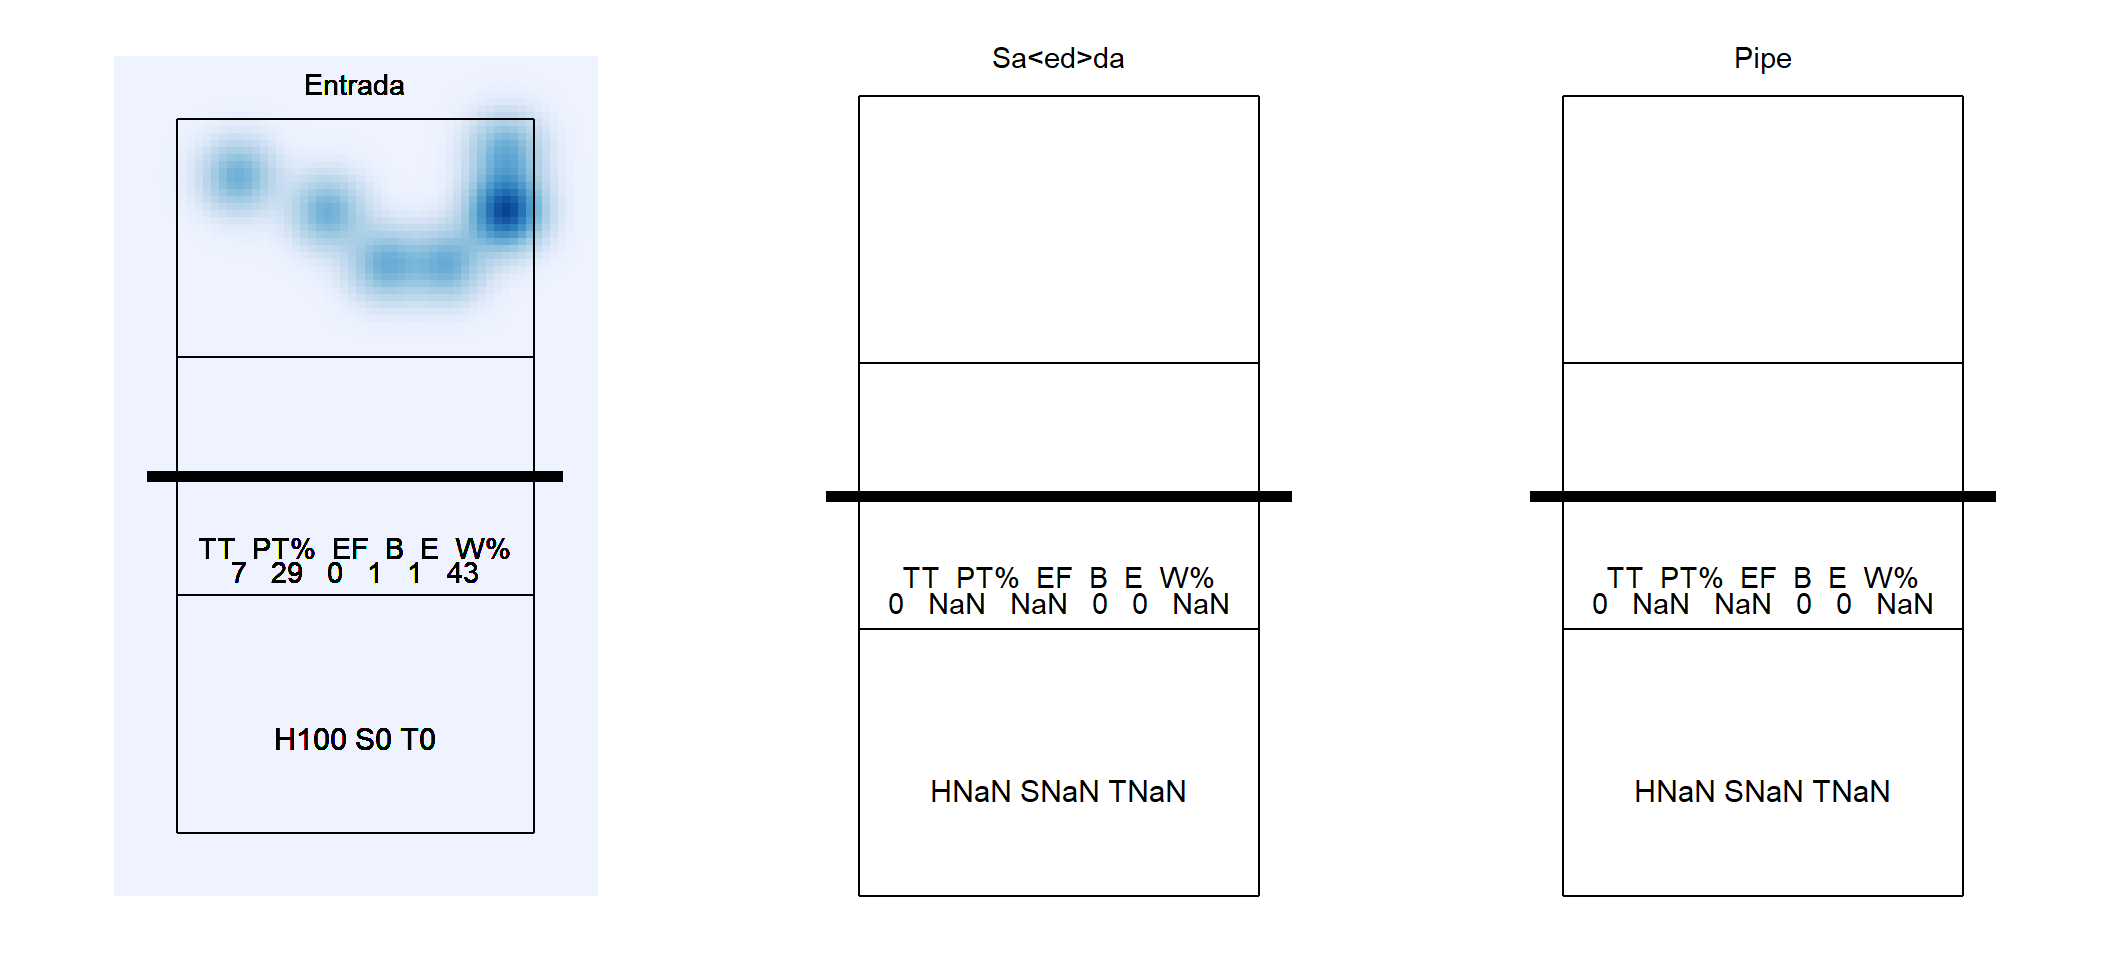 Entrada
TT PT% EF B E W%
7 29 0 1 1 43
H100 S0 T0
Sa<ed>da
TT PT% EF B E W%
0 NaN NaN 0 0 NaN
HNaN SNaN TNaN
Pipe
TT PT% EF B E W%
0 NaN NaN 0 0 NaN
HNaN SNaN TNaN